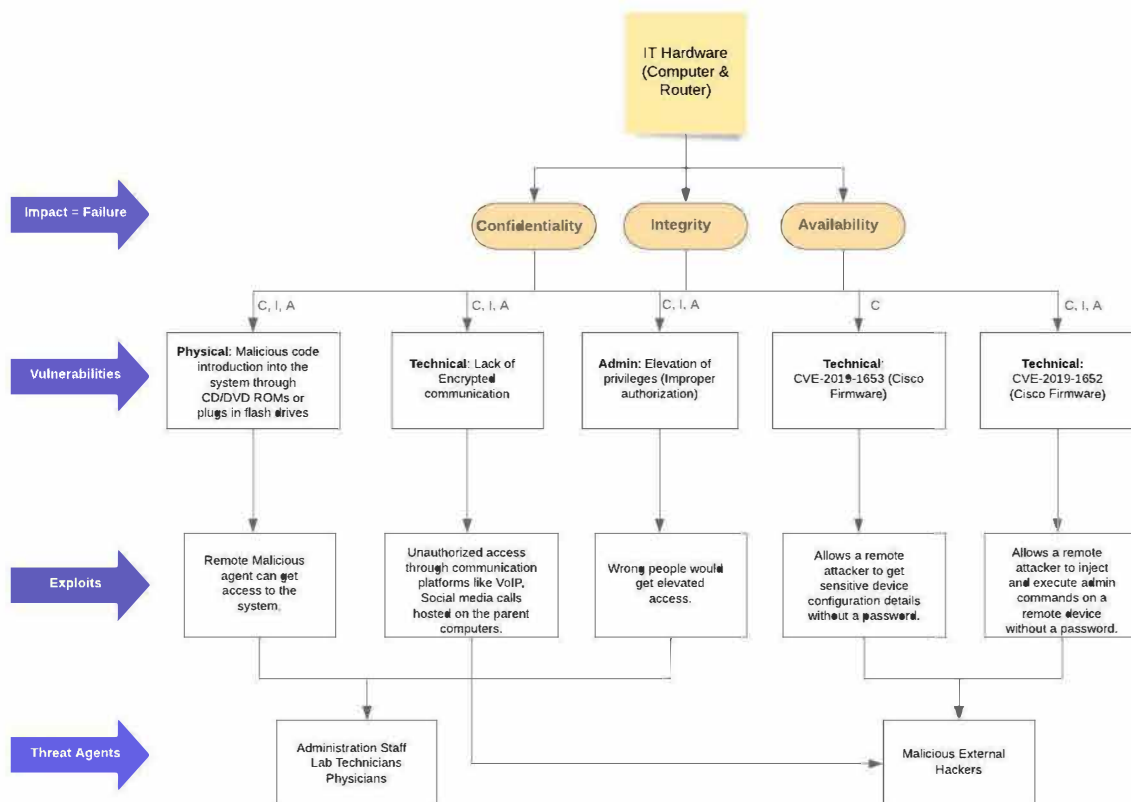 IT Hardware
(Computer &
Router)
Impact = Failure
Confidentiality
Integrity
Availability
C, I, A
C, I, A
C, I, A
C
C, I, A
Vulnerabilities
Physical: Malicious code
introduction into the
system through
CD/DVD ROMs or
plugs in flash drives
Technical: Lack of
Encrypted
communication
Admin: Elevation of
privileges (Improper
authorization)
Technical:
CVE-2019-1653 (Cisco
Firmware)
Technical:
CVE-2019-1652
(Cisco Firmware)
Exploits
Remote Malicious
agent can get
access to the
system.
Unauthorized access
through communication
platforms like VoIP,
Social media calls
hosted on the parent
computers.
Wrong people would
get elevated
access.
Allows a remote
attacker to get
sensitive device
configuration details
without a password.
Allows a remote
attacker to inject
and execute admin
commands on a
remote device
without a password.
Threat Agents
Administration Staff
Lab Technicians
Physicians
Malicious External
Hackers